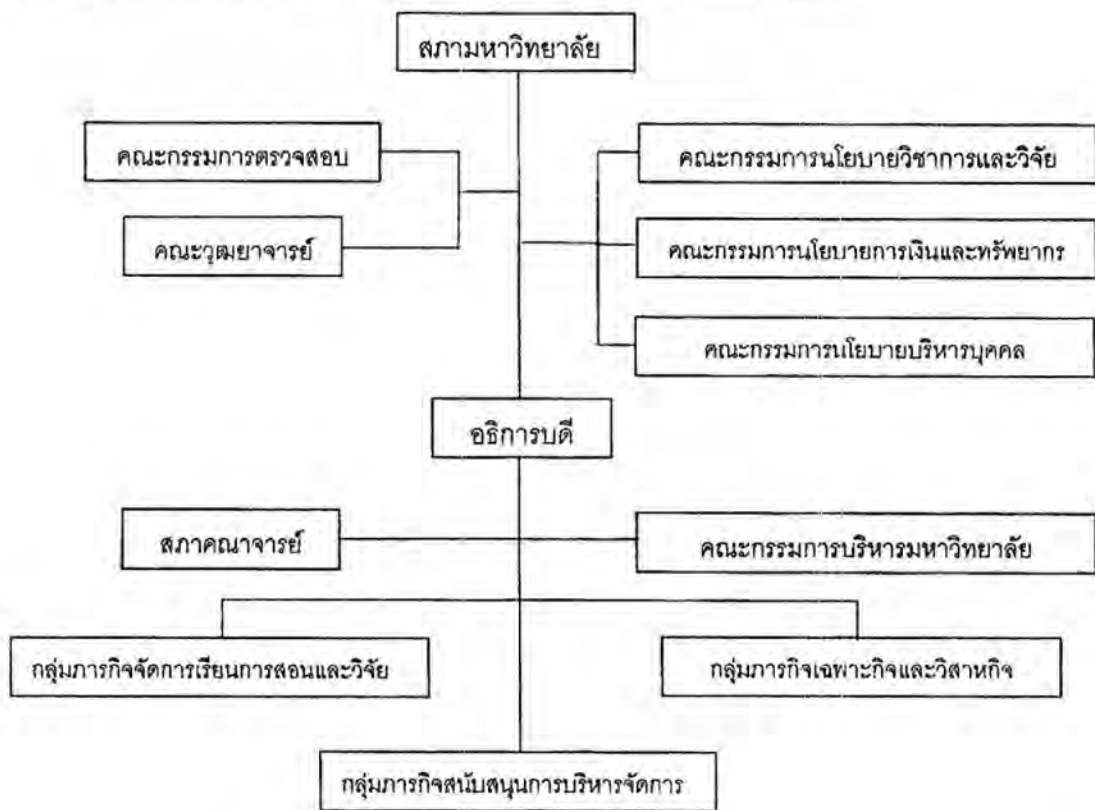 สภามหาวิทยาลัย
คณะกรรมการตรวจสอบ
คณะกรรมการนโยบายวิชาการและวิจัย
คณะวุฒยาจารย์
คณะกรรมการนโยบายการเงินและทรัพยากร
คณะกรรมการนโยบายบริหารบุคคล
อธิการบดี
สภาคณาจารย์
คณะกรรมการบริหารมหาวิทยาลัย
กลุ่มภารกิจจัดการเรียนการสอนและวิจัย
กลุ่มภารกิจเฉพาะกิจและวิสาหกิจ
กลุ่มภารกิจสนับสนุนการบริหารจัดการ